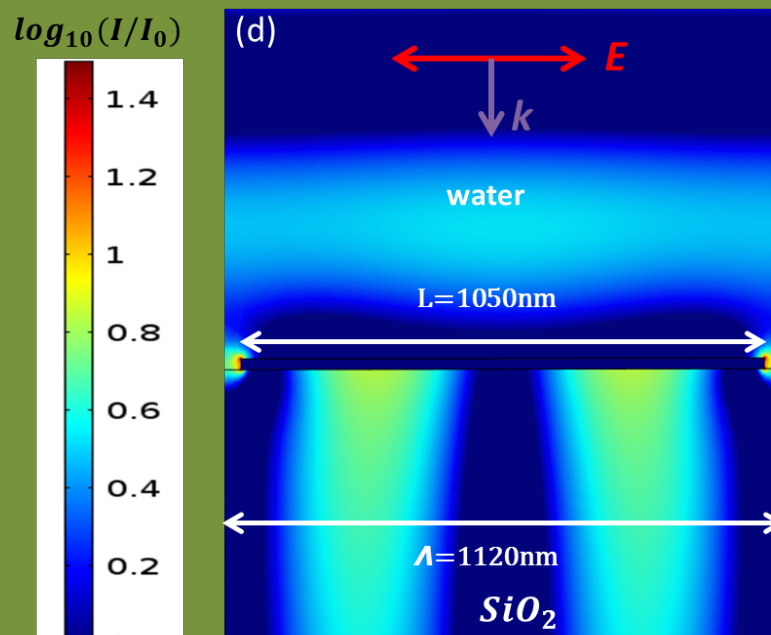 log₁₀(I/I₀)
(d)
1.4
1.2
1
0.8
0.6
0.4
0.2
E
k
water
L=1050nm
Λ=1120nm
SiO₂